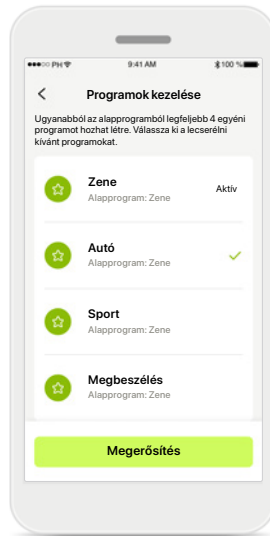 PH 9:41 AM 100 %
Programok kezelése
Ugyanabból az alapprogramból legfeljebb 4 egyéni
programot hozhat létre. Válassza ki a lecserélni
kívánt programokat.
Zene
Alapprogram: Zene
Aktív
Autó
Alapprogram: Zene
Sport
Alapprogram: Zene
Megbeszélés
Alapprogram: Zene
Megerősítés